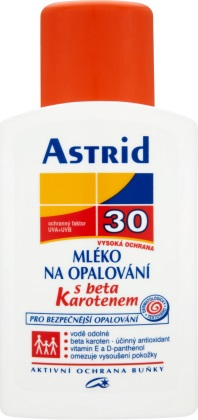 ASTRID
ochranný faktor
UVA+UVB
30
VYSOKÁ OCHRANA
MLÉKO
NA OPALOVÁNÍ
s beta
Karotenem
PRO BEZPEČNĚJŠÍ OPALOVÁNÍ
• vodě odolné
• beta karoten - účinný antioxidant
• vitamin E a D-panthenol
• omezuje vysoušení pokožky
AKTIVNÍ OCHRANA BUŇKY